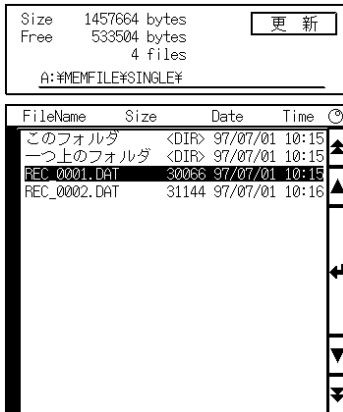 Size 1457664 bytes 更 新
Free 533504 bytes
4 files
A:¥MEMFILE¥SINGLE¥
FileName Size Date Time
このフォルダ <DIR> 97/07/01 10:15
一つ上のフォルダ <DIR> 97/07/01 10:15
REC_0001.DAT 30066 97/07/01 10:15
REC_0002.DAT 31144 97/07/01 10:16